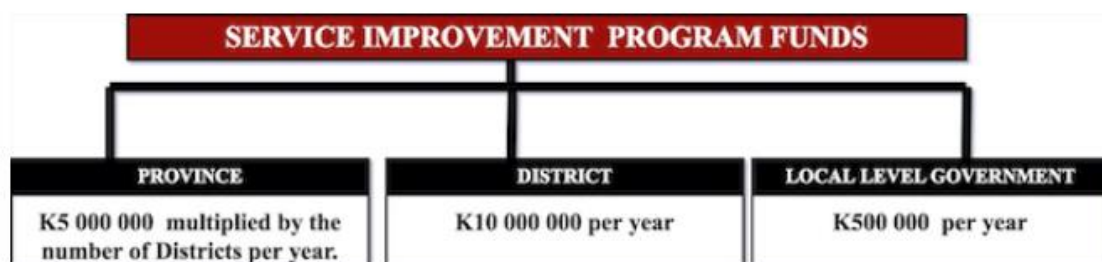 SERVICE IMPROVEMENT PROGRAM FUNDS
PROVINCE
K5 000 000 multiplied by the
number of Districts per year.
DISTRICT
K10 000 000 per year
LOCAL LEVEL GOVERNMENT
K500 000 per year